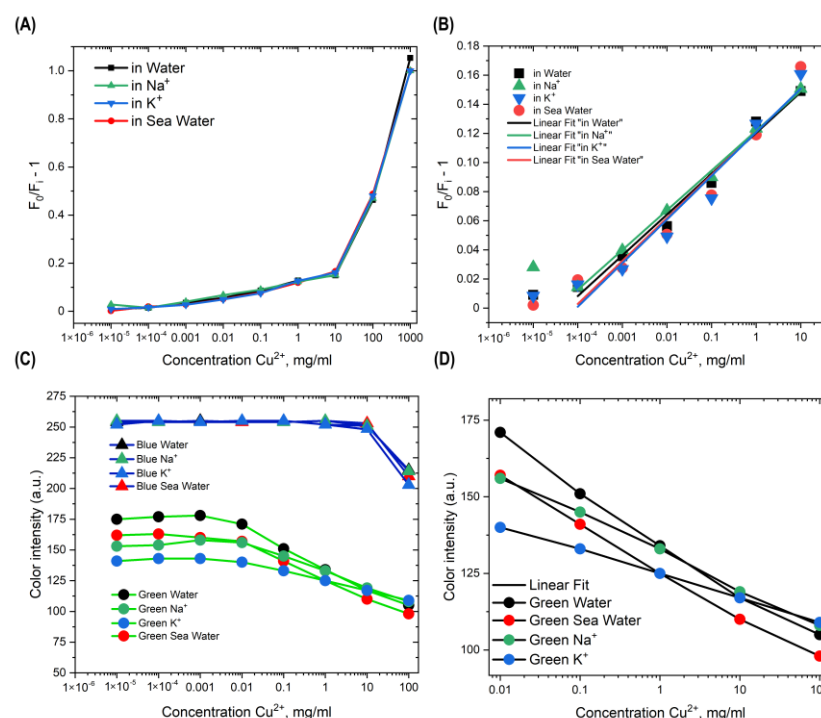 (A)
in Water
in Na⁺
in K⁺
in Sea Water
F₀/Fᵢ - 1
1.0
0.8
0.6
0.4
0.2
0
1×10⁻⁶ 1×10⁻⁵ 1×10⁻⁴ 0.001 0.01 0.1 1 10 100 1000
Concentration Cu²⁺, mg/ml
(B)
in Water
in Na⁺
in K⁺
in Sea Water
Linear Fit "in Water"
Linear Fit "in Na⁺"
Linear Fit "in K⁺"
Linear Fit "in Sea Water"
F₀/Fᵢ - 1
0.18
0.16
0.14
0.12
0.10
0.08
0.06
0.04
0.02
0
1×10⁻⁶ 1×10⁻⁵ 1×10⁻⁴ 0.001 0.01 0.1 1 10
Concentration Cu²⁺, mg/ml
(C)
Blue Water
Blue Na⁺
Blue K⁺
Blue Sea Water
Green Water
Green Na⁺
Green K⁺
Green Sea Water
Color intensity (a.u.)
275
250
225
200
175
150
125
100
75
50
1×10⁻⁶ 1×10⁻⁵ 1×10⁻⁴ 0.001 0.01 0.1 1 10 100
Concentration Cu²⁺, mg/ml
(D)
Color intensity (a.u.)
175
150
125
100
Linear Fit
Green Water
Green Sea Water
Green Na⁺
Green K⁺
0.01 0.1 1 10
Concentration Cu²⁺, mg/ml